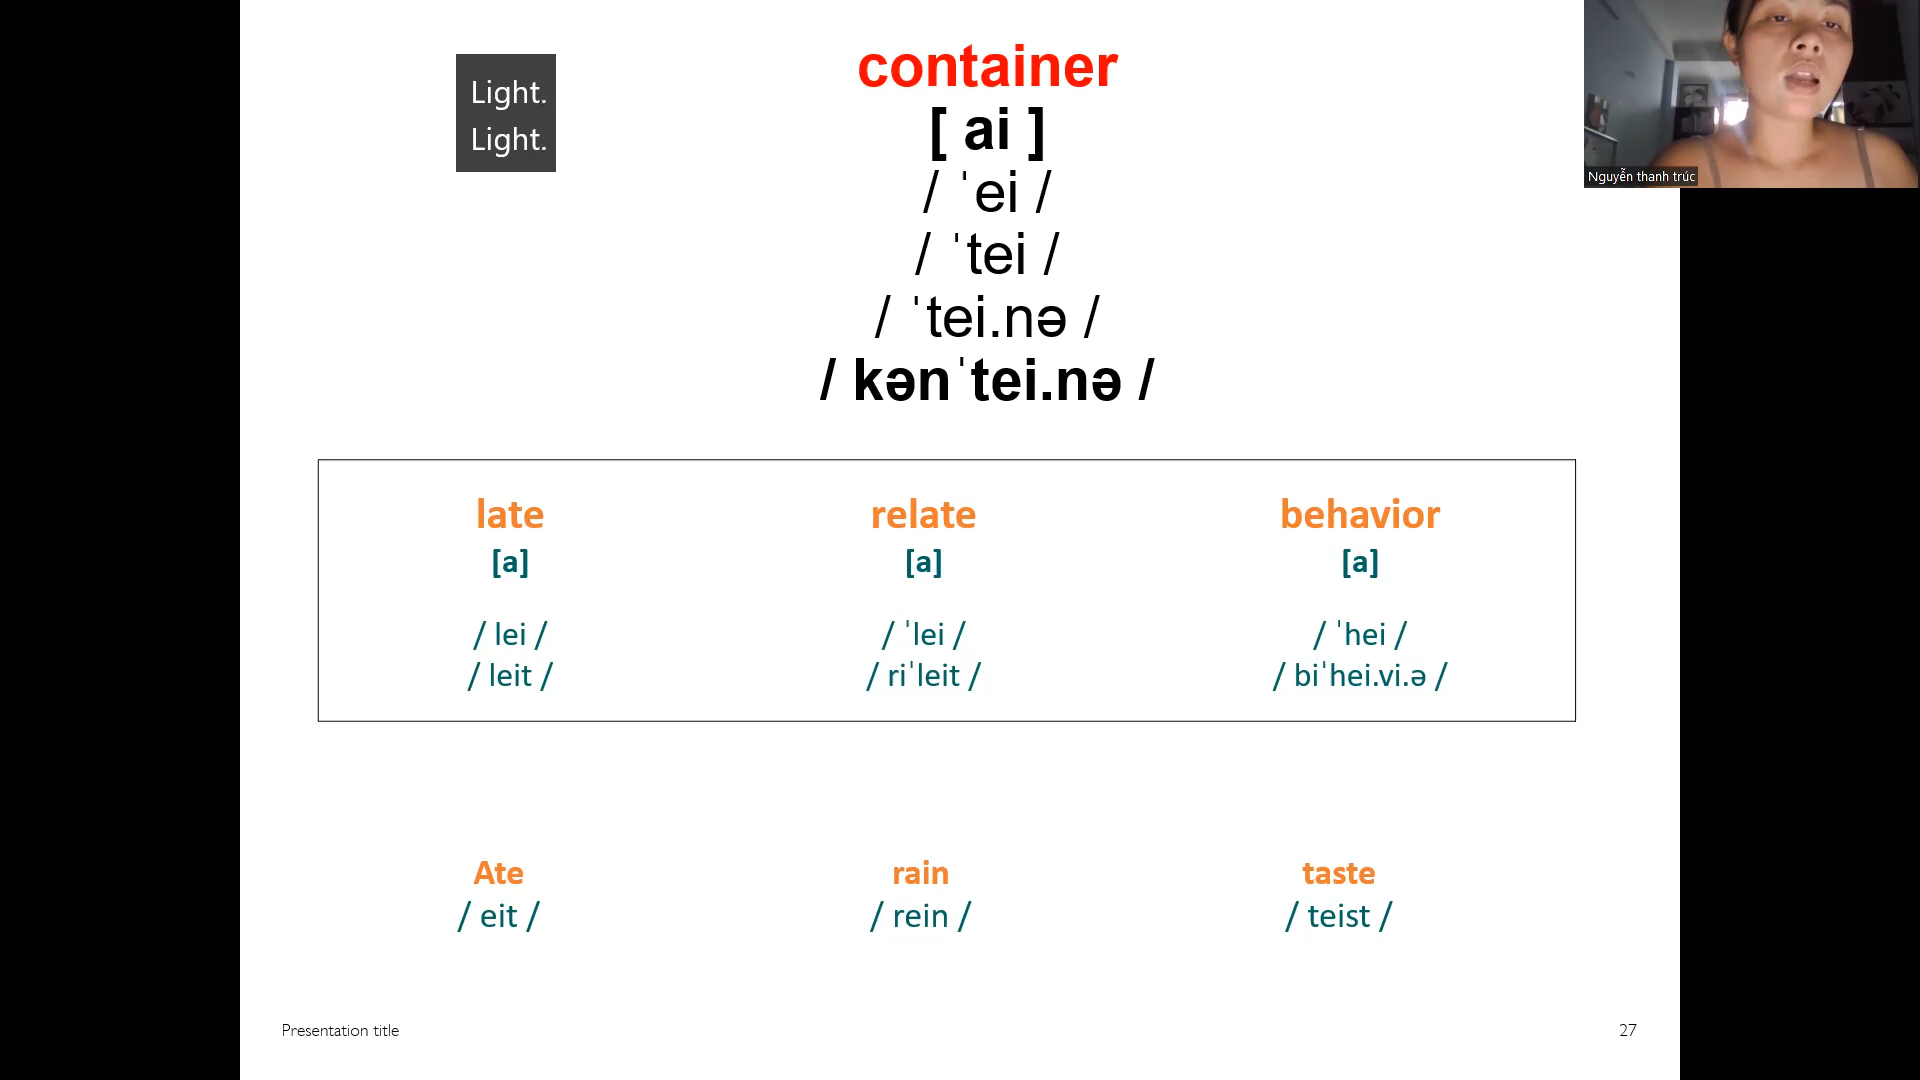 Light.
Light.
container
[ ai ]
/ ˈei /
/ ˈtei /
/ ˈtei.nə /
/ kənˈtei.nə /
Nguyễn thanh trúc
late relate behavior
[a] [a] [a]
/ lei / / ˈlei / / ˈhei /
/ leit / / riˈleit / / biˈhei.vi.ə /
Ate rain taste
/ eit / / rein / / teist /
Presentation title 27